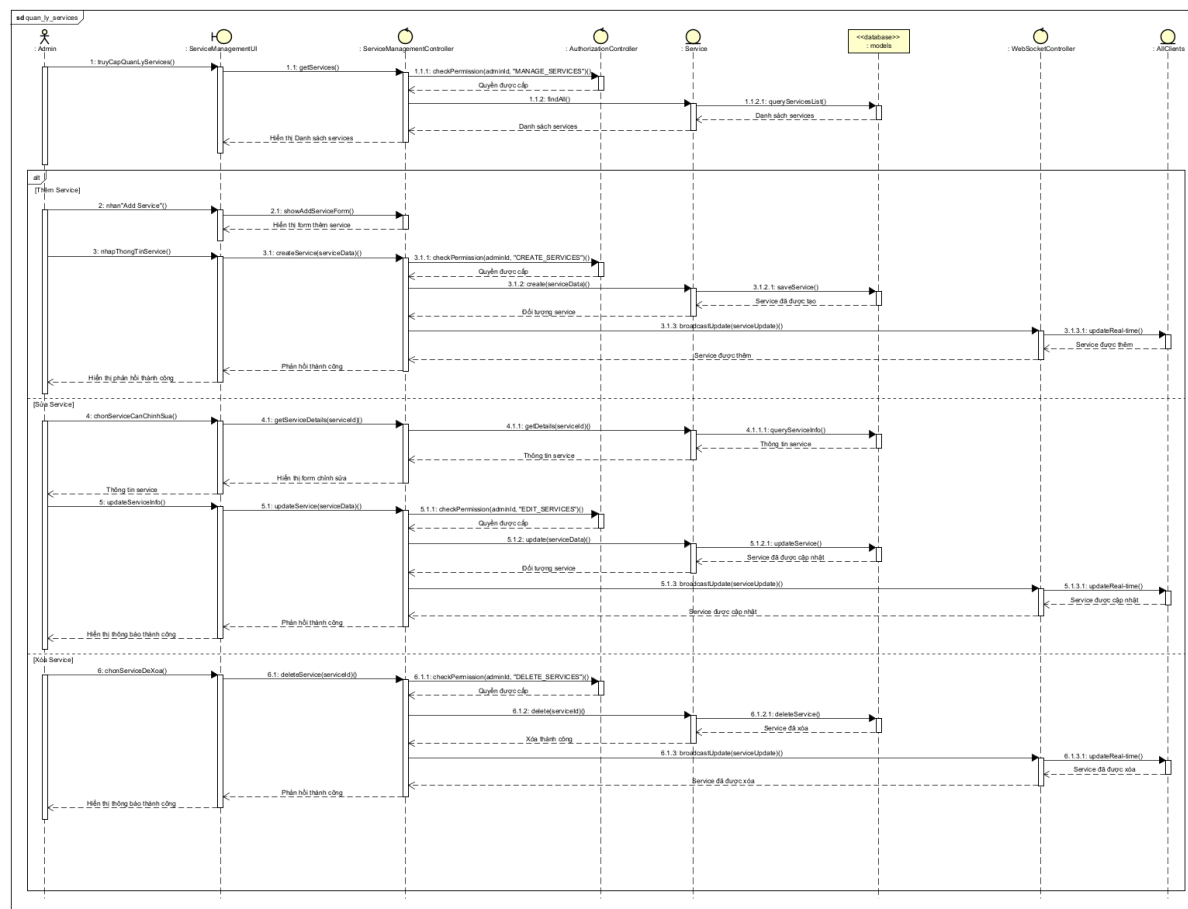 sd quan_ly_services
: Admin
: ServiceManagementUI
: ServiceManagementController
: AuthorizationController
: Service
<<database>>
: models
: WebSocketController
: AllClients
1: truyCapQuanLyServices()
1.1: getServices()
1.1.1: checkPermission(adminId, "MANAGE_SERVICES")()
Quyền được cấp
1.1.2: findAll()
1.1.2.1: queryServicesList()
Danh sách services
Danh sách services
Hiển thị Danh sách services
alt
[Thêm Service]
2: nhan"Add Service"()
2.1: showAddServiceForm()
Hiển thị form thêm service
3: nhapThongTinService()
3.1: createService(serviceData)()
3.1.1: checkPermission(adminId, "CREATE_SERVICES")()
Quyền được cấp
3.1.2: create(serviceData)()
3.1.2.1: saveService()
Service đã được tạo
Đối tượng service
3.1.3: broadcastUpdate(serviceUpdate)()
3.1.3.1: updateReal-time()
Service được thêm
Service được thêm
Phản hồi thành công
Hiển thị phản hồi thành công
[Sửa Service]
4: chonServiceCanChinhSua()
4.1: getServiceDetails(serviceId)()
4.1.1: getDetails(serviceId)()
4.1.1.1: queryServiceInfo()
Thông tin service
Thông tin service
Hiển thị form chỉnh sửa
Thông tin service
5: updateServiceInfo()
5.1: updateService(serviceData)()
5.1.1: checkPermission(adminId, "EDIT_SERVICES")()
Quyền được cấp
5.1.2: update(serviceData)()
5.1.2.1: updateService()
Service đã được cập nhật
Đối tượng service
5.1.3: broadcastUpdate(serviceUpdate)()
5.1.3.1: updateReal-time()
Service được cập nhật
Service được cập nhật
Phản hồi thành công
Hiển thị thông báo thành công
[Xóa Service]
6: chonServiceDeXoa()
6.1: deleteService(serviceId)()
6.1.1: checkPermission(adminId, "DELETE_SERVICES")()
Quyền được cấp
6.1.2: delete(serviceId)()
6.1.2.1: deleteService()
Service đã xóa
Xóa thành công
6.1.3: broadcastUpdate(serviceUpdate)()
6.1.3.1: updateReal-time()
Service đã được xóa
Service đã được xóa
Phản hồi thành công
Hiển thị thông báo thành công